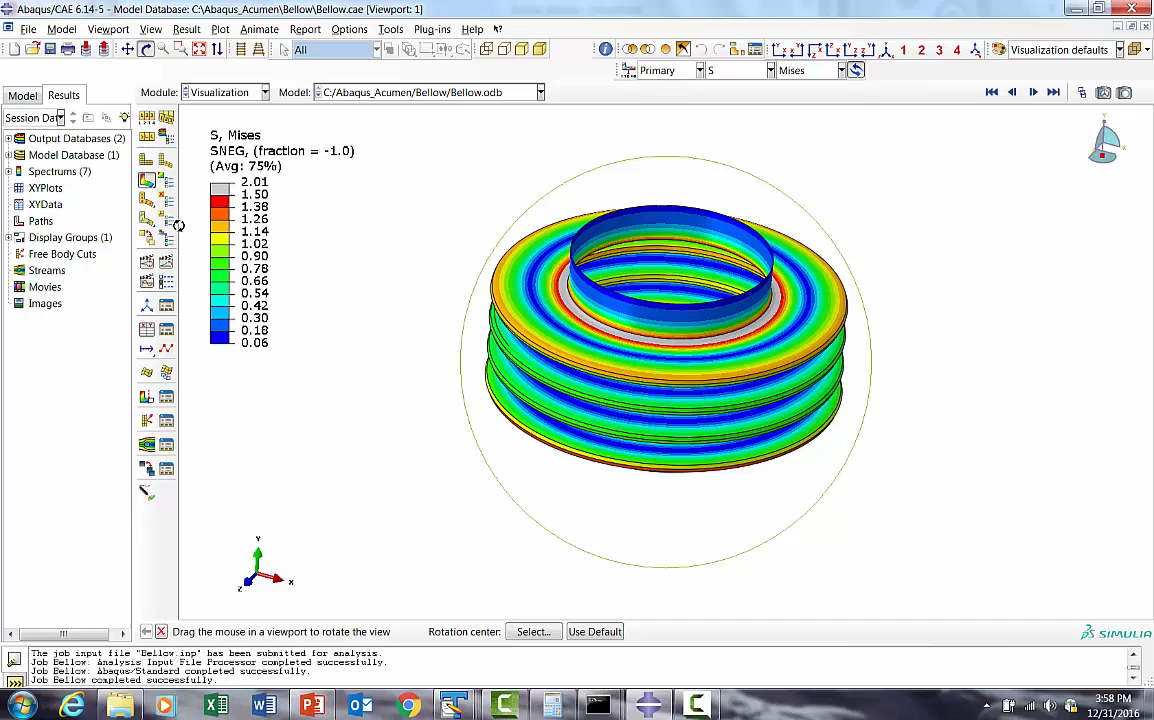 Abaqus/CAE 6.14-5 - Model Database: C:\Abaqus_Acumen\Bellow\Bellow.cae [Viewport: 1]
File Model Viewport View Result Plot Animate Report Options Tools Plug-ins Help
All
1 2 3 4
Visualization defaults
Primary
S
Mises
Model Results
Module: Visualization
Model: C:/Abaqus_Acumen/Bellow/Bellow.odb
Session Dat
Output Databases (2)
Model Database (1)
Spectrums (7)
XYPlots
XYData
Paths
Display Groups (1)
Free Body Cuts
Streams
Movies
Images
S, Mises
SNEG, (fraction = -1.0)
(Avg: 75%)
2.01
1.50
1.38
1.26
1.14
1.02
0.90
0.78
0.66
0.54
0.42
0.30
0.18
0.06
Y
X
Z
Drag the mouse in a viewport to rotate the view
Rotation center:
Select...
Use Default
SIMULIA
The job input file "Bellow.inp" has been submitted for analysis.
Job Bellow: Analysis Input File Processor completed successfully.
Job Bellow: Abaqus/Standard completed successfully.
Job Bellow completed successfully.
3:58 PM
12/31/2016